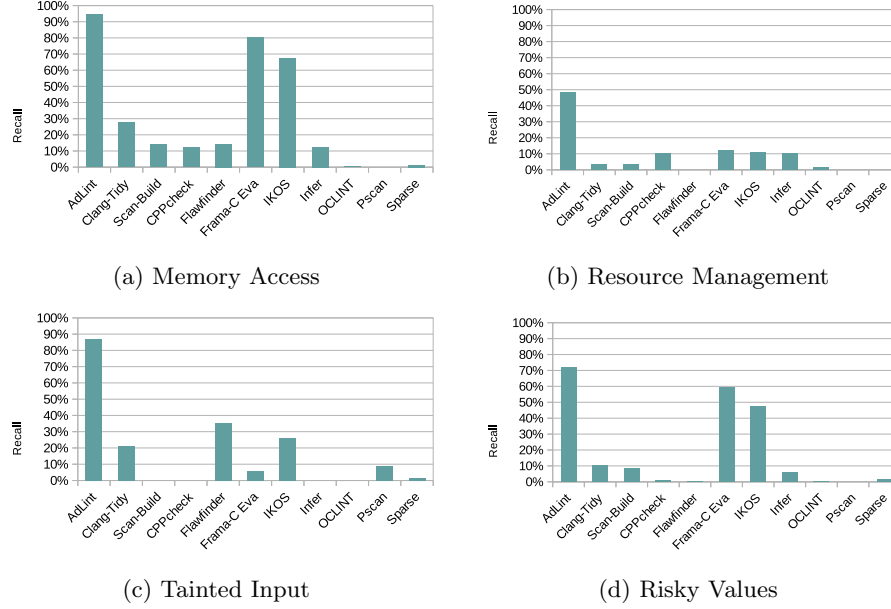 100%
90%
80%
70%
60%
50%
40%
30%
20%
10%
0%
Recall
AdLint
Clang-Tidy
Scan-Build
CPPcheck
Flawfinder
Frama-C Eva
IKOS
Infer
OCLINT
Pscan
Sparse
(a) Memory Access
100%
90%
80%
70%
60%
50%
40%
30%
20%
10%
0%
Recall
AdLint
Clang-Tidy
Scan-Build
CPPcheck
Flawfinder
Frama-C Eva
IKOS
Infer
OCLINT
Pscan
Sparse
(b) Resource Management
100%
90%
80%
70%
60%
50%
40%
30%
20%
10%
0%
Recall
AdLint
Clang-Tidy
Scan-Build
CPPcheck
Flawfinder
Frama-C Eva
IKOS
Infer
OCLINT
Pscan
Sparse
(c) Tainted Input
100%
90%
80%
70%
60%
50%
40%
30%
20%
10%
0%
Recall
AdLint
Clang-Tidy
Scan-Build
CPPcheck
Flawfinder
Frama-C Eva
IKOS
Infer
OCLINT
Pscan
Sparse
(d) Risky Values